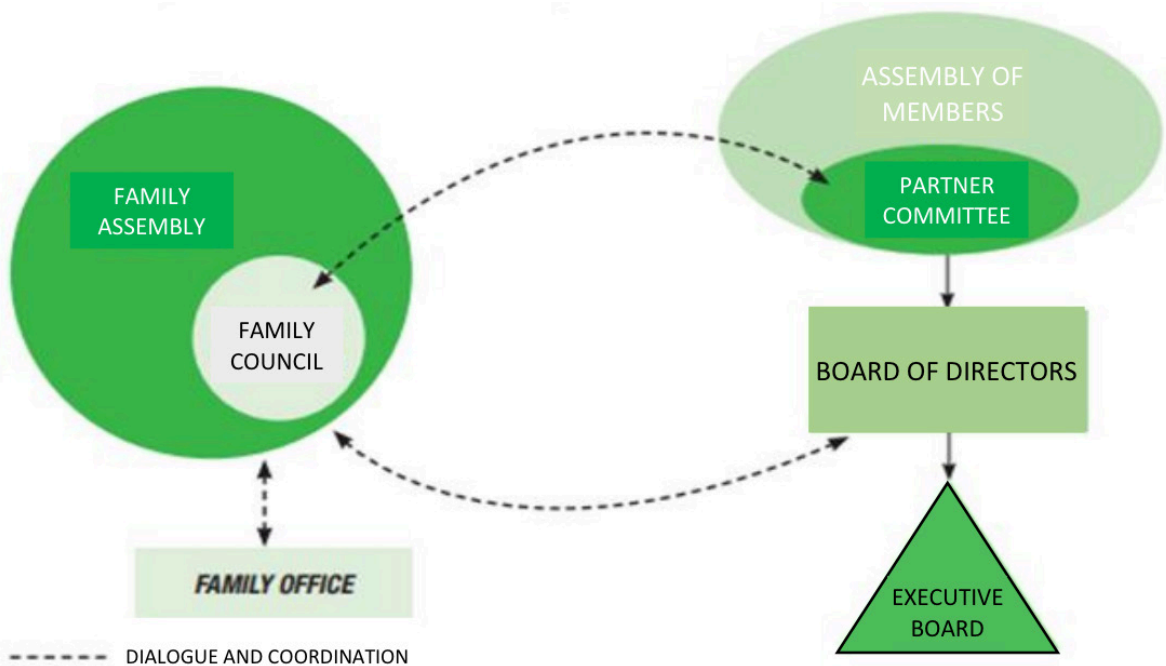 ASSEMBLY OF
MEMBERS
PARTNER
COMMITTEE
FAMILY
ASSEMBLY
FAMILY
COUNCIL
BOARD OF DIRECTORS
FAMILY OFFICE
EXECUTIVE
BOARD
DIALOGUE AND COORDINATION